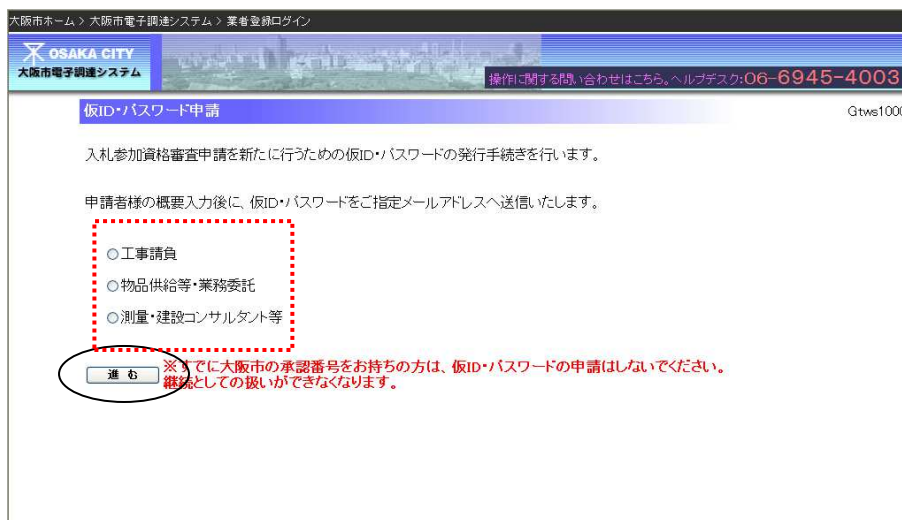 大阪市ホーム > 大阪市電子調達システム > 業者登録ログイン
OSAKA CITY
大阪市電子調達システム
操作に関する問い合わせはこちら。ヘルプデスク:06-6945-4003
仮ID・パスワード申請
Gtws1000
入札参加資格審査申請を新たに行うための仮ID・パスワードの発行手続きを行います。
申請者様の概要入力後に、仮ID・パスワードをご指定メールアドレスへ送信いたします。
工事請負
物品供給等・業務委託
測量・建設コンサルタント等
進む
※すでに大阪市の承認番号をお持ちの方は、仮ID・パスワードの申請はしないでください。
継続としての扱いができなくなります。